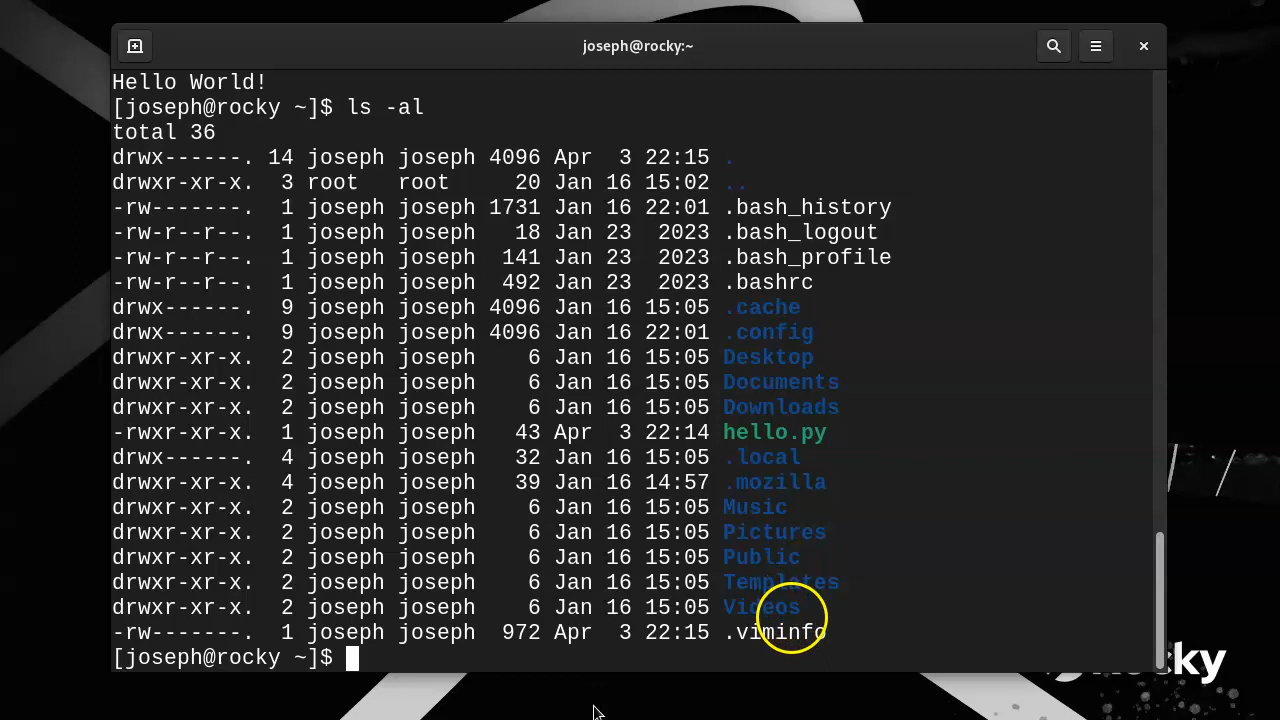 joseph@rocky:~
Hello World!
[joseph@rocky ~]$ ls -al
total 36
drwx------. 14 joseph joseph 4096 Apr  3 22:15 .
drwxr-xr-x.  3 root   root     20 Jan 16 15:02 ..
-rw-------.  1 joseph joseph 1731 Jan 16 22:01 .bash_history
-rw-r--r--.  1 joseph joseph   18 Jan 23  2023 .bash_logout
-rw-r--r--.  1 joseph joseph  141 Jan 23  2023 .bash_profile
-rw-r--r--.  1 joseph joseph  492 Jan 23  2023 .bashrc
drwx------.  9 joseph joseph 4096 Jan 16 15:05 .cache
drwx------.  9 joseph joseph 4096 Jan 16 22:01 .config
drwxr-xr-x.  2 joseph joseph    6 Jan 16 15:05 Desktop
drwxr-xr-x.  2 joseph joseph    6 Jan 16 15:05 Documents
drwxr-xr-x.  2 joseph joseph    6 Jan 16 15:05 Downloads
-rwxr-xr-x.  1 joseph joseph   43 Apr  3 22:14 hello.py
drwx------.  4 joseph joseph   32 Jan 16 15:05 .local
drwxr-xr-x.  4 joseph joseph   39 Jan 16 14:57 .mozilla
drwxr-xr-x.  2 joseph joseph    6 Jan 16 15:05 Music
drwxr-xr-x.  2 joseph joseph    6 Jan 16 15:05 Pictures
drwxr-xr-x.  2 joseph joseph    6 Jan 16 15:05 Public
drwxr-xr-x.  2 joseph joseph    6 Jan 16 15:05 Templates
drwxr-xr-x.  2 joseph joseph    6 Jan 16 15:05 Videos
-rw-------.  1 joseph joseph  972 Apr  3 22:15 .viminfo
[joseph@rocky ~]$